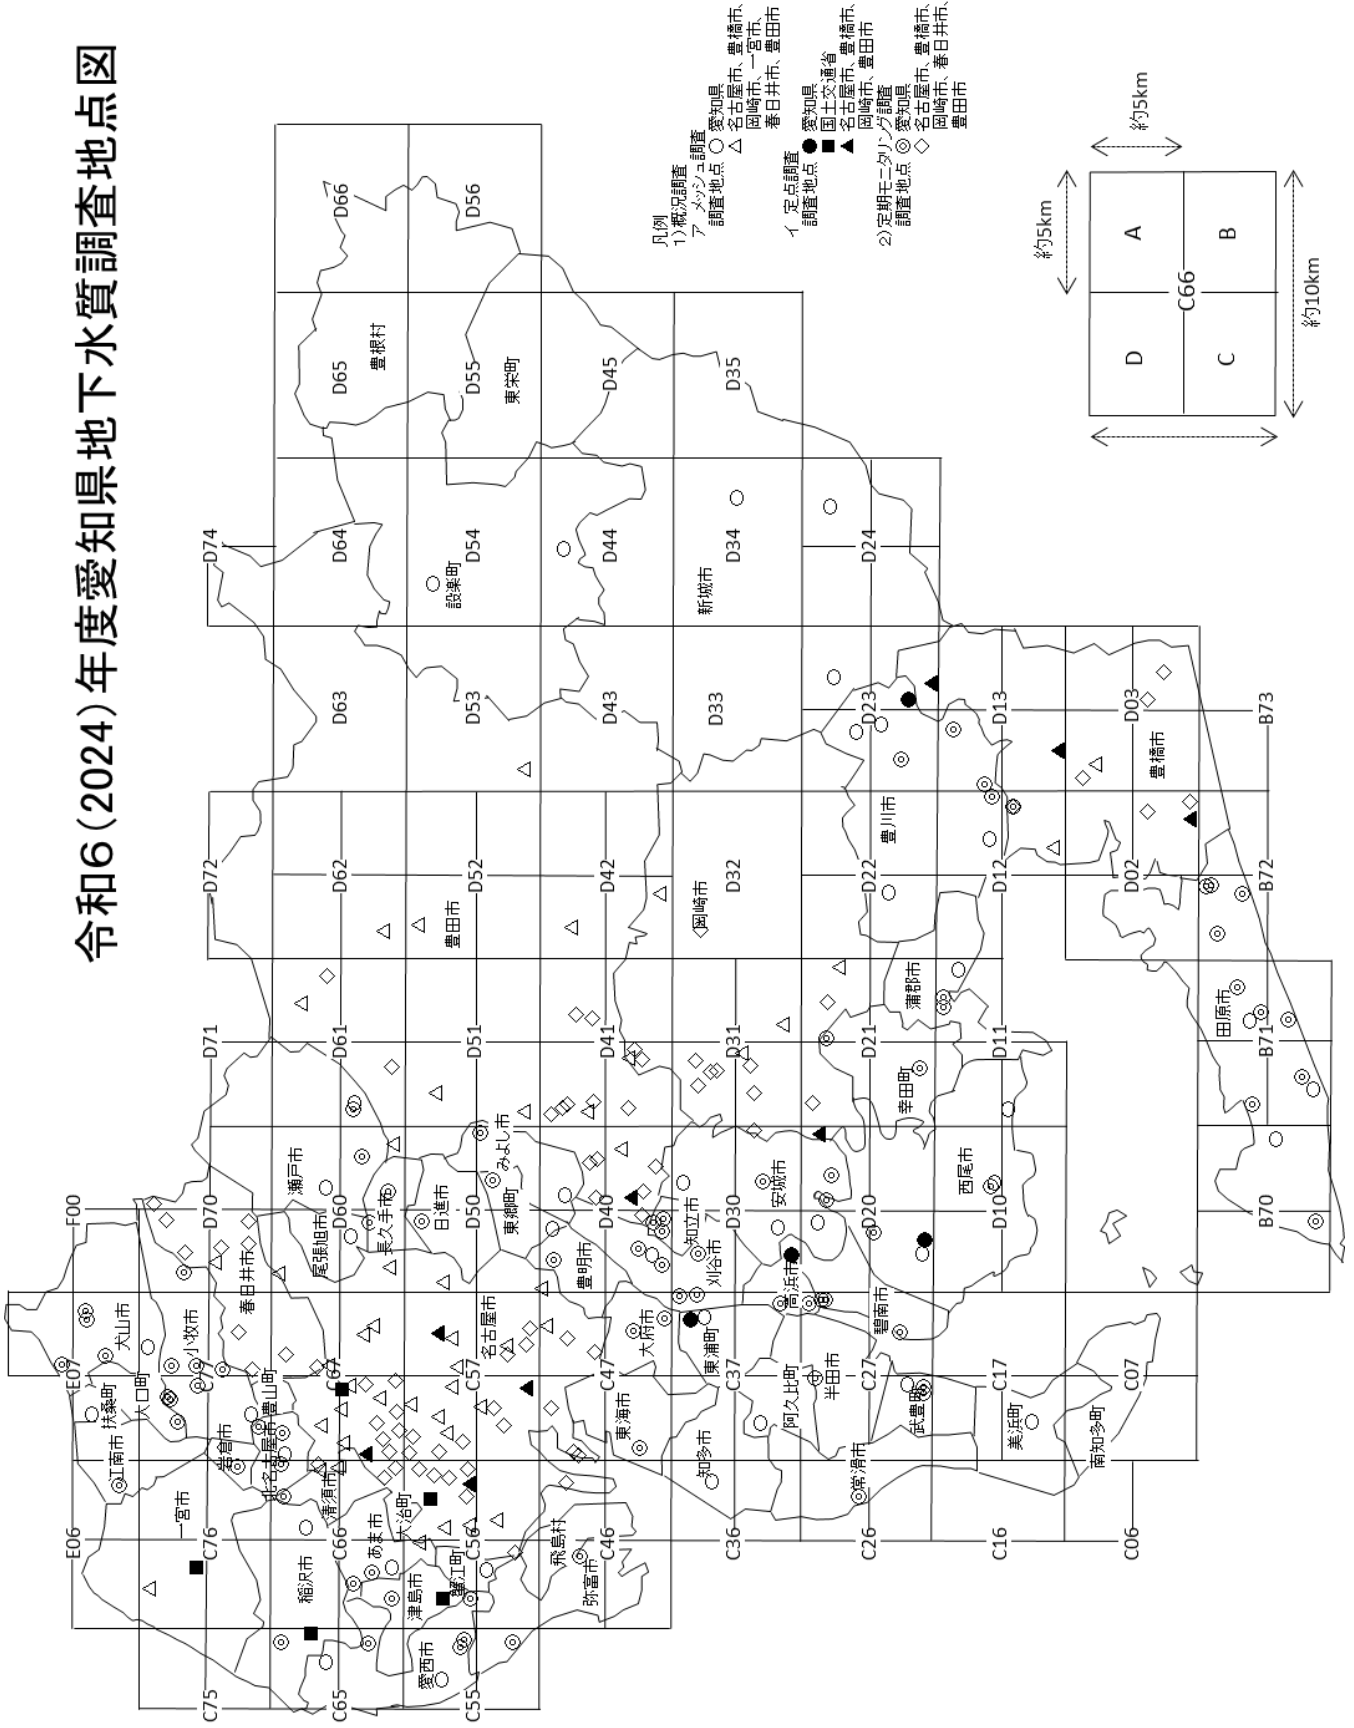 令和6(2024)年度愛知県地下水質調査地点図
凡例
1)概況調査
ア メッシュ調査
調査地点 ○ 愛知県
△ 名古屋市、豊橋市、
岡崎市、一宮市、
春日井市、豊田市
イ 定点調査
調査地点 ● 愛知県
■ 国土交通省
▲ 名古屋市、豊橋市、
岡崎市、豊田市
2)定期モニタリング調査
調査地点 ◎ 愛知県
◇ 名古屋市、豊橋市、
岡崎市、春日井市、
豊田市
約5km
約5km
D
A
C66
C
B
約10km
E06
E07
F00
C75
C76
C77
D70
D71
D72
D74
C65
C66
C67
D60
D61
D62
D63
D64
D65
D66
C55
C56
C57
D50
D51
D52
D53
D54
D55
D56
C46
C47
D40
D41
D42
D43
D44
D45
C36
C37
D30
D31
D32
D33
D34
D35
C26
C27
D20
D21
D22
D23
D24
C16
C17
D10
D11
D12
D13
C06
C07
D02
D03
B70
B71
B72
B73
犬山市
扶桑町
大口町
江南市
小牧市
一宮市
岩倉市
春日井市
豊山町
北名古屋市
清須市
稲沢市
あま市
大治町
津島市
蟹江町
愛西市
飛島村
弥富市
名古屋市
瀬戸市
尾張旭市
長久手市
日進市
みよし市
東郷町
豊明市
豊田市
大府市
東海市
知多市
東浦町
刈谷市
知立市
安城市
高浜市
碧南市
阿久比町
半田市
武豊町
常滑市
美浜町
南知多町
西尾市
幸田町
岡崎市
蒲郡市
豊川市
豊橋市
田原市
新城市
設楽町
東栄町
豊根村